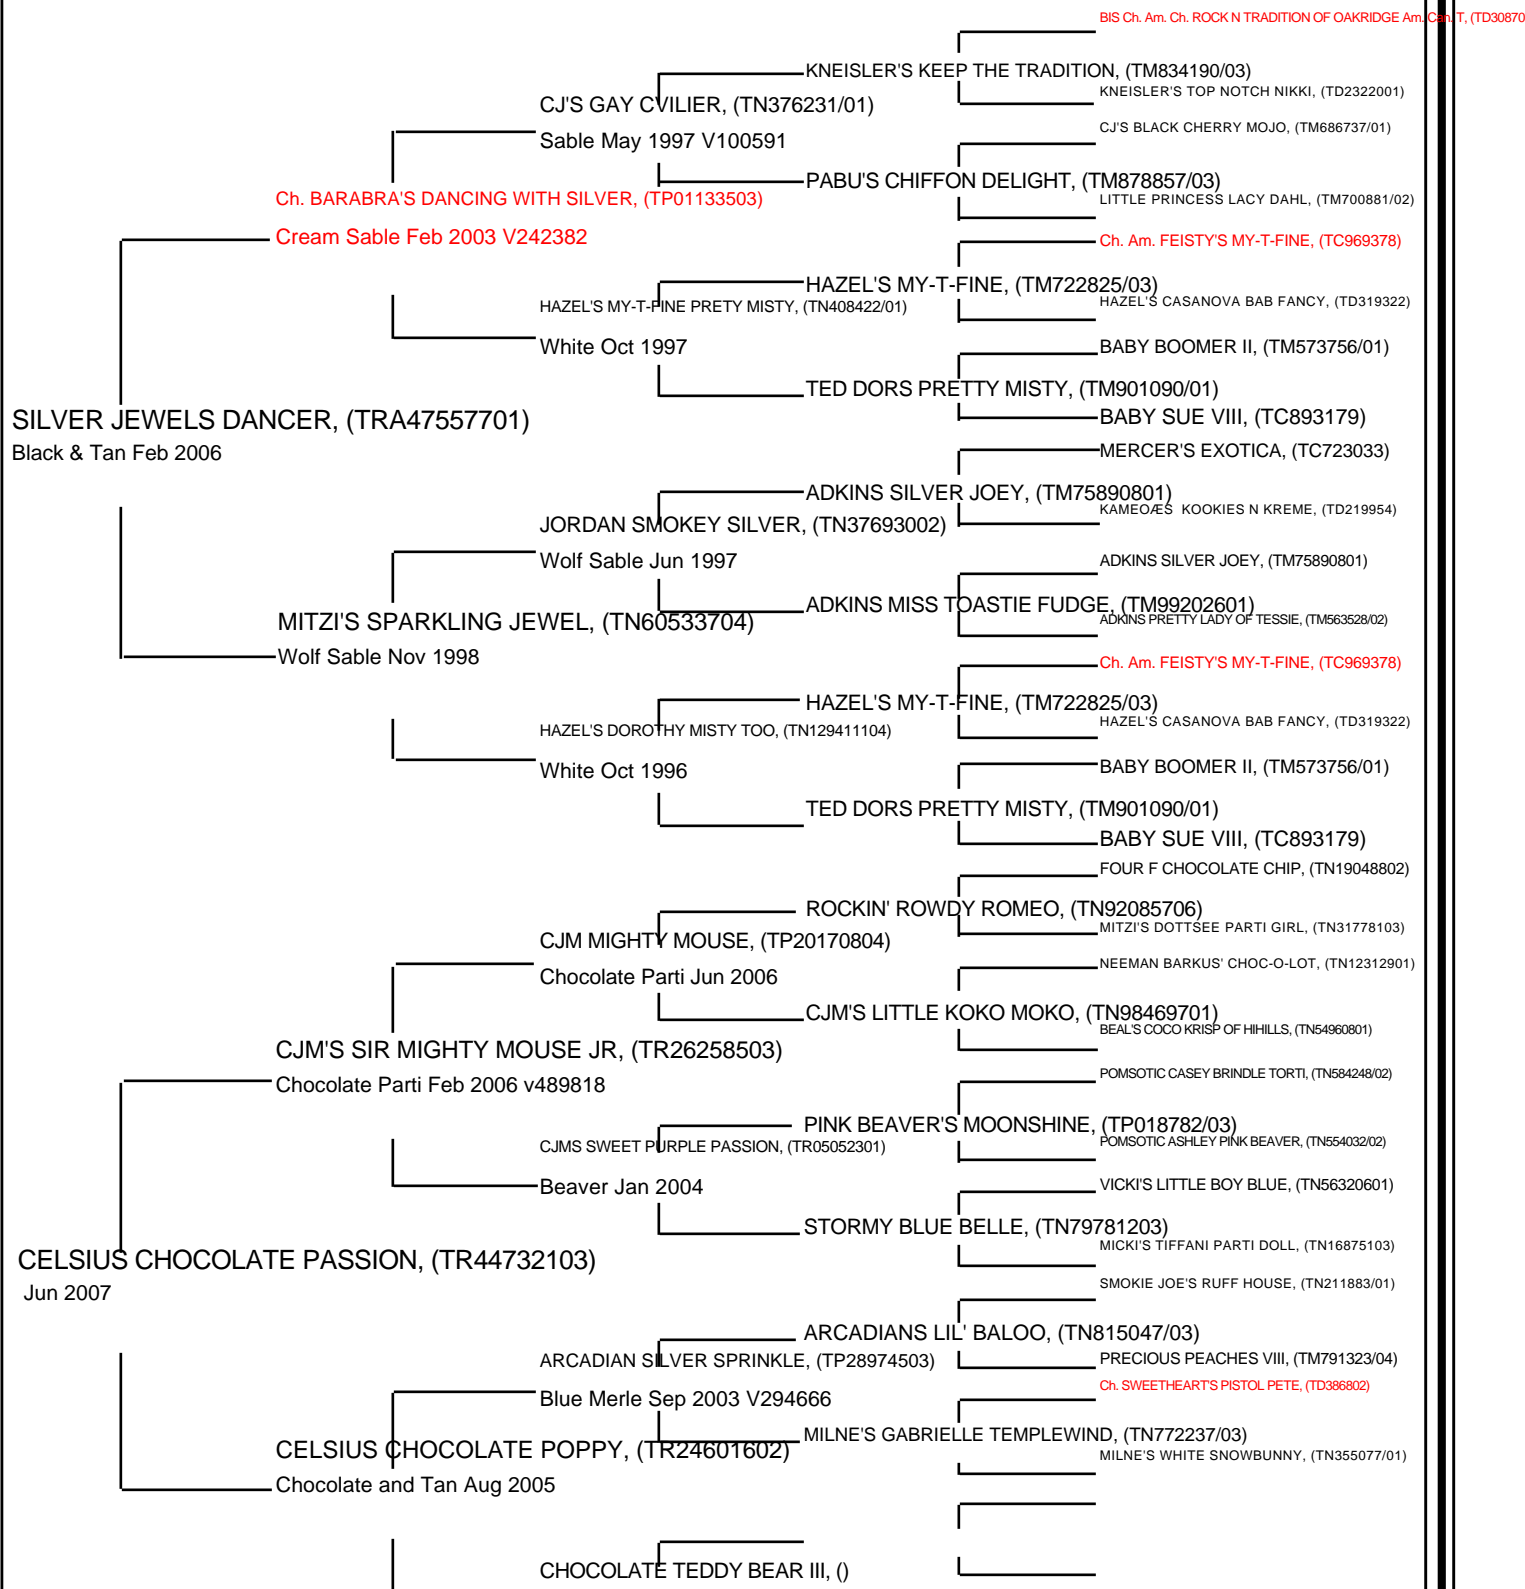 BIS Ch. Am. Ch. ROCK N TRADITION OF OAKRIDGE Am. Can. T, (TD30870
KNEISLER'S KEEP THE TRADITION, (TM834190/03)
KNEISLER'S TOP NOTCH NIKKI, (TD2322001)
CJ'S GAY CVILIER, (TN376231/01)
Sable May 1997 V100591
CJ'S BLACK CHERRY MOJO, (TM686737/01)
PABU'S CHIFFON DELIGHT, (TM878857/03)
LITTLE PRINCESS LACY DAHL, (TM700881/02)
Ch. BARABRA'S DANCING WITH SILVER, (TP01133503)
Cream Sable Feb 2003 V242382
Ch. Am. FEISTY'S MY-T-FINE, (TC969378)
HAZEL'S MY-T-FINE, (TM722825/03)
HAZEL'S CASANOVA BAB FANCY, (TD319322)
HAZEL'S MY-T-FINE PRETY MISTY, (TN408422/01)
White Oct 1997
BABY BOOMER II, (TM573756/01)
TED DORS PRETTY MISTY, (TM901090/01)
BABY SUE VIII, (TC893179)
SILVER JEWELS DANCER, (TRA47557701)
Black & Tan Feb 2006
MERCER'S EXOTICA, (TC723033)
ADKINS SILVER JOEY, (TM75890801)
KAMEOÆS KOOKIES N KREME, (TD219954)
JORDAN SMOKEY SILVER, (TN37693002)
Wolf Sable Jun 1997
ADKINS SILVER JOEY, (TM75890801)
ADKINS MISS TOASTIE FUDGE, (TM99202601)
ADKINS PRETTY LADY OF TESSIE, (TM563528/02)
MITZI'S SPARKLING JEWEL, (TN60533704)
Wolf Sable Nov 1998
Ch. Am. FEISTY'S MY-T-FINE, (TC969378)
HAZEL'S MY-T-FINE, (TM722825/03)
HAZEL'S CASANOVA BAB FANCY, (TD319322)
HAZEL'S DOROTHY MISTY TOO, (TN129411104)
White Oct 1996
BABY BOOMER II, (TM573756/01)
TED DORS PRETTY MISTY, (TM901090/01)
BABY SUE VIII, (TC893179)
FOUR F CHOCOLATE CHIP, (TN19048802)
ROCKIN' ROWDY ROMEO, (TN92085706)
MITZI'S DOTTSEE PARTI GIRL, (TN31778103)
CJM MIGHTY MOUSE, (TP20170804)
Chocolate Parti Jun 2006
NEEMAN BARKUS' CHOC-O-LOT, (TN12312901)
CJM'S LITTLE KOKO MOKO, (TN98469701)
BEAL'S COCO KRISP OF HIHILLS, (TN54960801)
CJM'S SIR MIGHTY MOUSE JR, (TR26258503)
Chocolate Parti Feb 2006 v489818
POMSOTIC CASEY BRINDLE TORTI, (TN584248/02)
PINK BEAVER'S MOONSHINE, (TP018782/03)
POMSOTIC ASHLEY PINK BEAVER, (TN554032/02)
CJMS SWEET PURPLE PASSION, (TR05052301)
Beaver Jan 2004
VICKI'S LITTLE BOY BLUE, (TN56320601)
STORMY BLUE BELLE, (TN79781203)
MICKI'S TIFFANI PARTI DOLL, (TN16875103)
CELSIUS CHOCOLATE PASSION, (TR44732103)
Jun 2007
SMOKIE JOE'S RUFF HOUSE, (TN211883/01)
ARCADIANS LIL' BALOO, (TN815047/03)
PRECIOUS PEACHES VIII, (TM791323/04)
ARCADIAN SILVER SPRINKLE, (TP28974503)
Blue Merle Sep 2003 V294666
Ch. SWEETHEART'S PISTOL PETE, (TD386802)
MILNE'S GABRIELLE TEMPLEWIND, (TN772237/03)
MILNE'S WHITE SNOWBUNNY, (TN355077/01)
CELSIUS CHOCOLATE POPPY, (TR24601602)
Chocolate and Tan Aug 2005
CHOCOLATE TEDDY BEAR III, ()